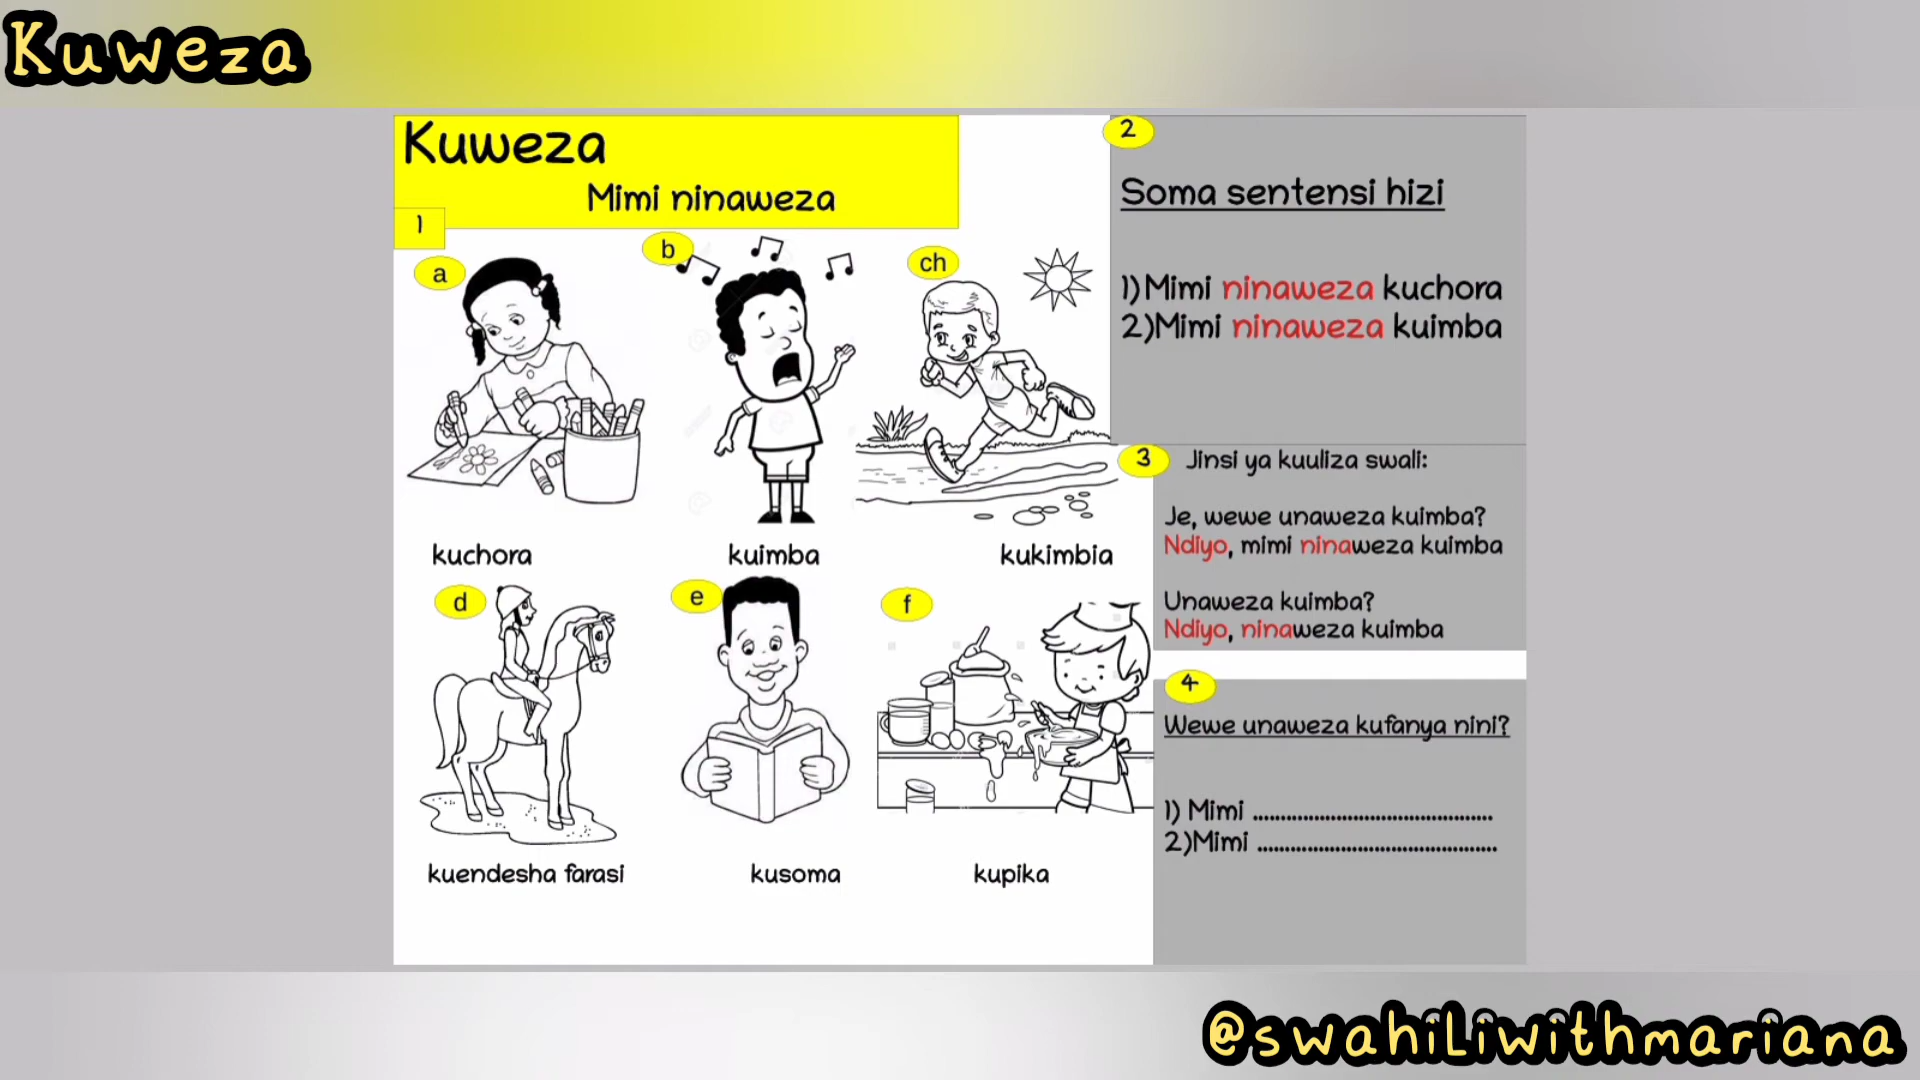 Kuweza
Kuweza
Mimi ninaweza
1
a
b
ch
kuchora
kuimba
kukimbia
d
e
f
kuendesha farasi
kusoma
kupika
2
Soma sentensi hizi
1)Mimi ninaweza kuchora
2)Mimi ninaweza kuimba
3
Jinsi ya kuuliza swali:
Je, wewe unaweza kuimba?
Ndiyo, mimi ninaweza kuimba
Unaweza kuimba?
Ndiyo, ninaweza kuimba
4
Wewe unaweza kufanya nini?
1) Mimi ...........................................
2)Mimi ...........................................
@swahiliwithmariana